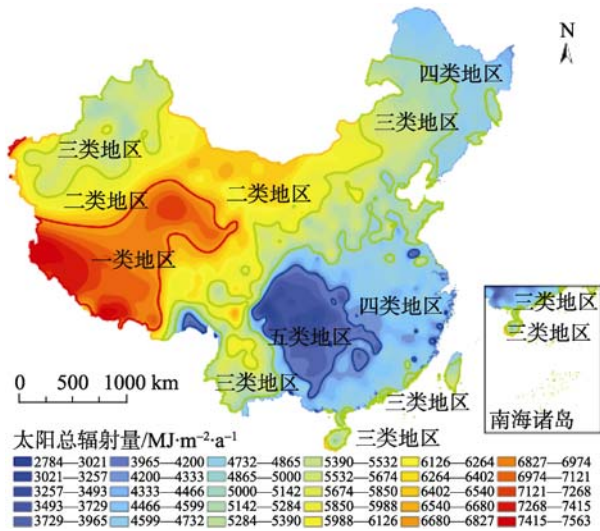 N
四类地区
三类地区
三类地区
二类地区
二类地区
一类地区
四类地区
五类地区
三类地区
三类地区
三类地区
三类地区
三类地区
南海诸岛
0 500 1000 km
太阳总辐射量/MJ·m⁻²·a⁻¹
2784—3021 3965—4200 4732—4865 5390—5532 6126—6264 6827—6974
3021—3257 4200—4333 4865—5000 5532—5674 6264—6402 6974—7121
3257—3493 4333—4466 5000—5142 5674—5850 6402—6540 7121—7268
3493—3729 4466—4599 5142—5284 5850—5988 6540—6680 7268—7415
3729—3965 4599—4732 5284—5390 5988—6126 6680—6827 7416—7563